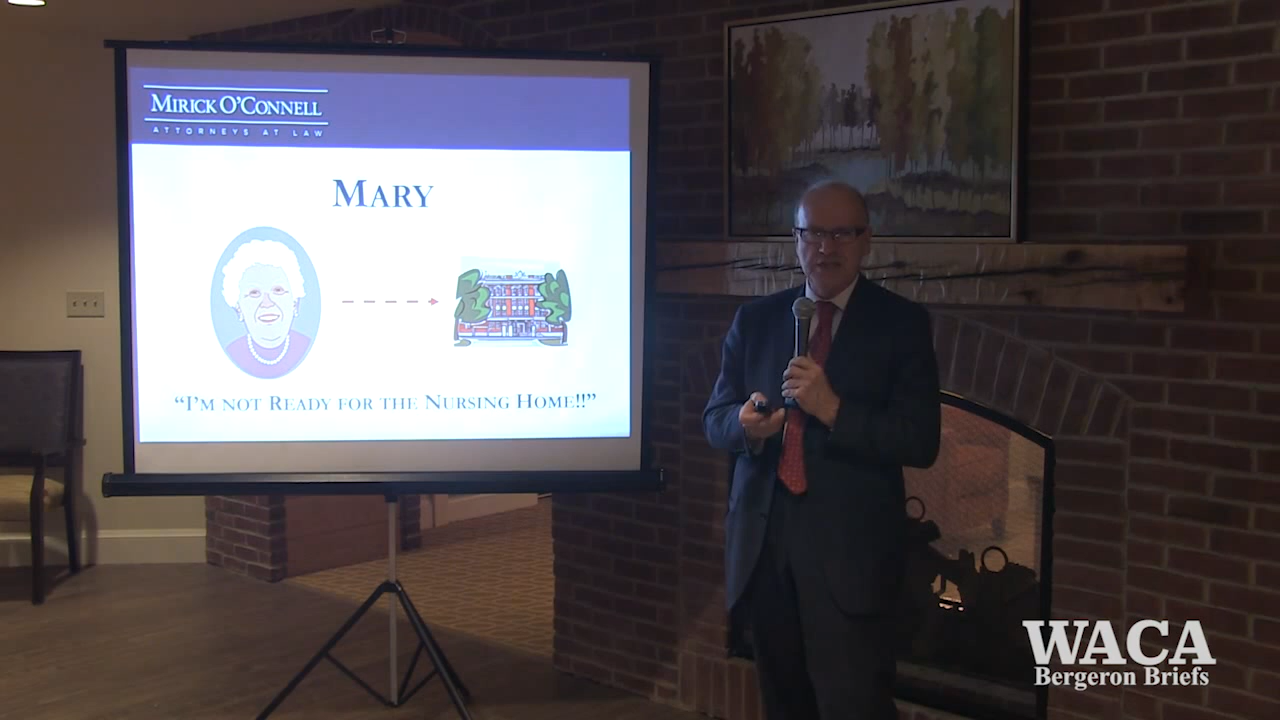 MIRICK O'CONNELL
ATTORNEYS AT LAW
MARY
"I'M NOT READY FOR THE NURSING HOME!!"
WACA
Bergeron Briefs